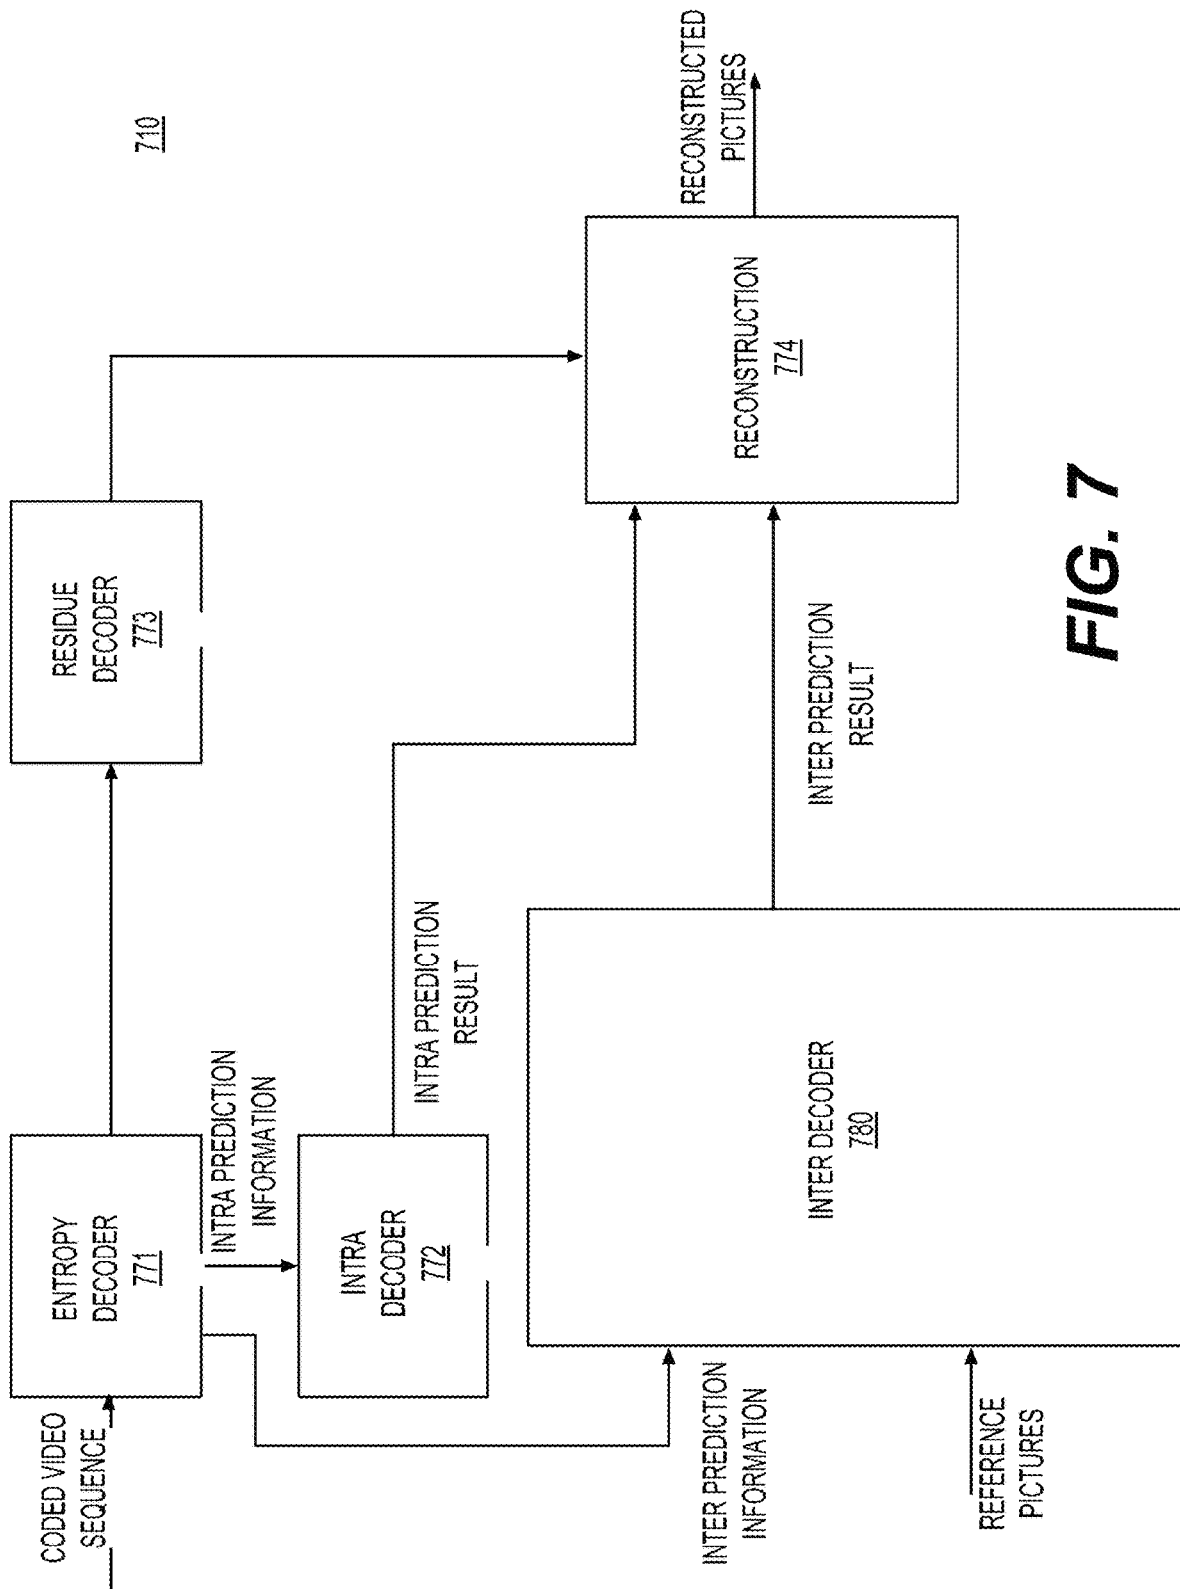 710
CODED VIDEO
SEQUENCE
ENTROPY
DECODER
771
RESIDUE
DECODER
773
INTRA PREDICTION
INFORMATION
INTRA
DECODER
772
INTRA PREDICTION
RESULT
RECONSTRUCTED
PICTURES
RECONSTRUCTION
774
INTER PREDICTION
INFORMATION
INTER DECODER
780
INTER PREDICTION
RESULT
REFERENCE
PICTURES
FIG. 7